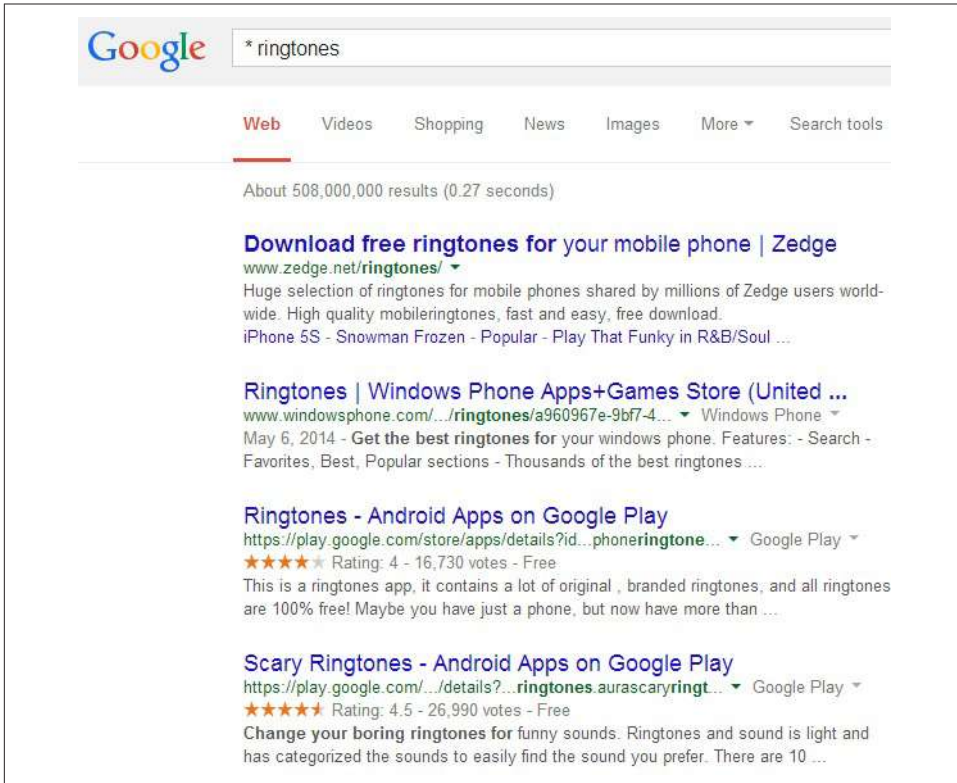 Google
* ringtones
Web Videos Shopping News Images More Search tools
About 508,000,000 results (0.27 seconds)
Download free ringtones for your mobile phone | Zedge
www.zedge.net/ringtones/
Huge selection of ringtones for mobile phones shared by millions of Zedge users world-
wide. High quality mobileringtones, fast and easy, free download.
iPhone 5S - Snowman Frozen - Popular - Play That Funky in R&B/Soul ...
Ringtones | Windows Phone Apps+Games Store (United ...
www.windowsphone.com/.../ringtones/a960967e-9bf7-4... Windows Phone
May 6, 2014 - Get the best ringtones for your windows phone. Features: - Search -
Favorites, Best, Popular sections - Thousands of the best ringtones ...
Ringtones - Android Apps on Google Play
https://play.google.com/store/apps/details?id...phoneringtone... Google Play
Rating: 4 - 16,730 votes - Free
This is a ringtones app, it contains a lot of original , branded ringtones, and all ringtones
are 100% free! Maybe you have just a phone, but now have more than ...
Scary Ringtones - Android Apps on Google Play
https://play.google.com/.../details?...ringtones.aurascaryringt... Google Play
Rating: 4.5 - 26,990 votes - Free
Change your boring ringtones for funny sounds. Ringtones and sound is light and
has categorized the sounds to easily find the sound you prefer. There are 10 ...